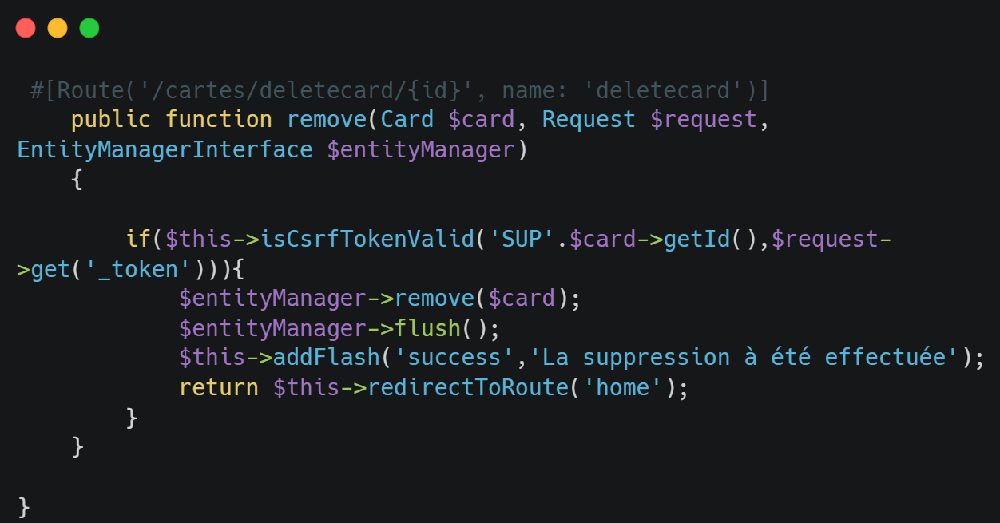 #[Route('/cartes/deletecard/{id}', name: 'deletecard')]
public function remove(Card $card, Request $request,
EntityManagerInterface $entityManager)
{
if($this->isCsrfTokenValid('SUP'.$card->getId(),$request-
>get('_token'))){
$entityManager->remove($card);
$entityManager->flush();
$this->addFlash('success','La suppression à été effectuée');
return $this->redirectToRoute('home');
}
}
}